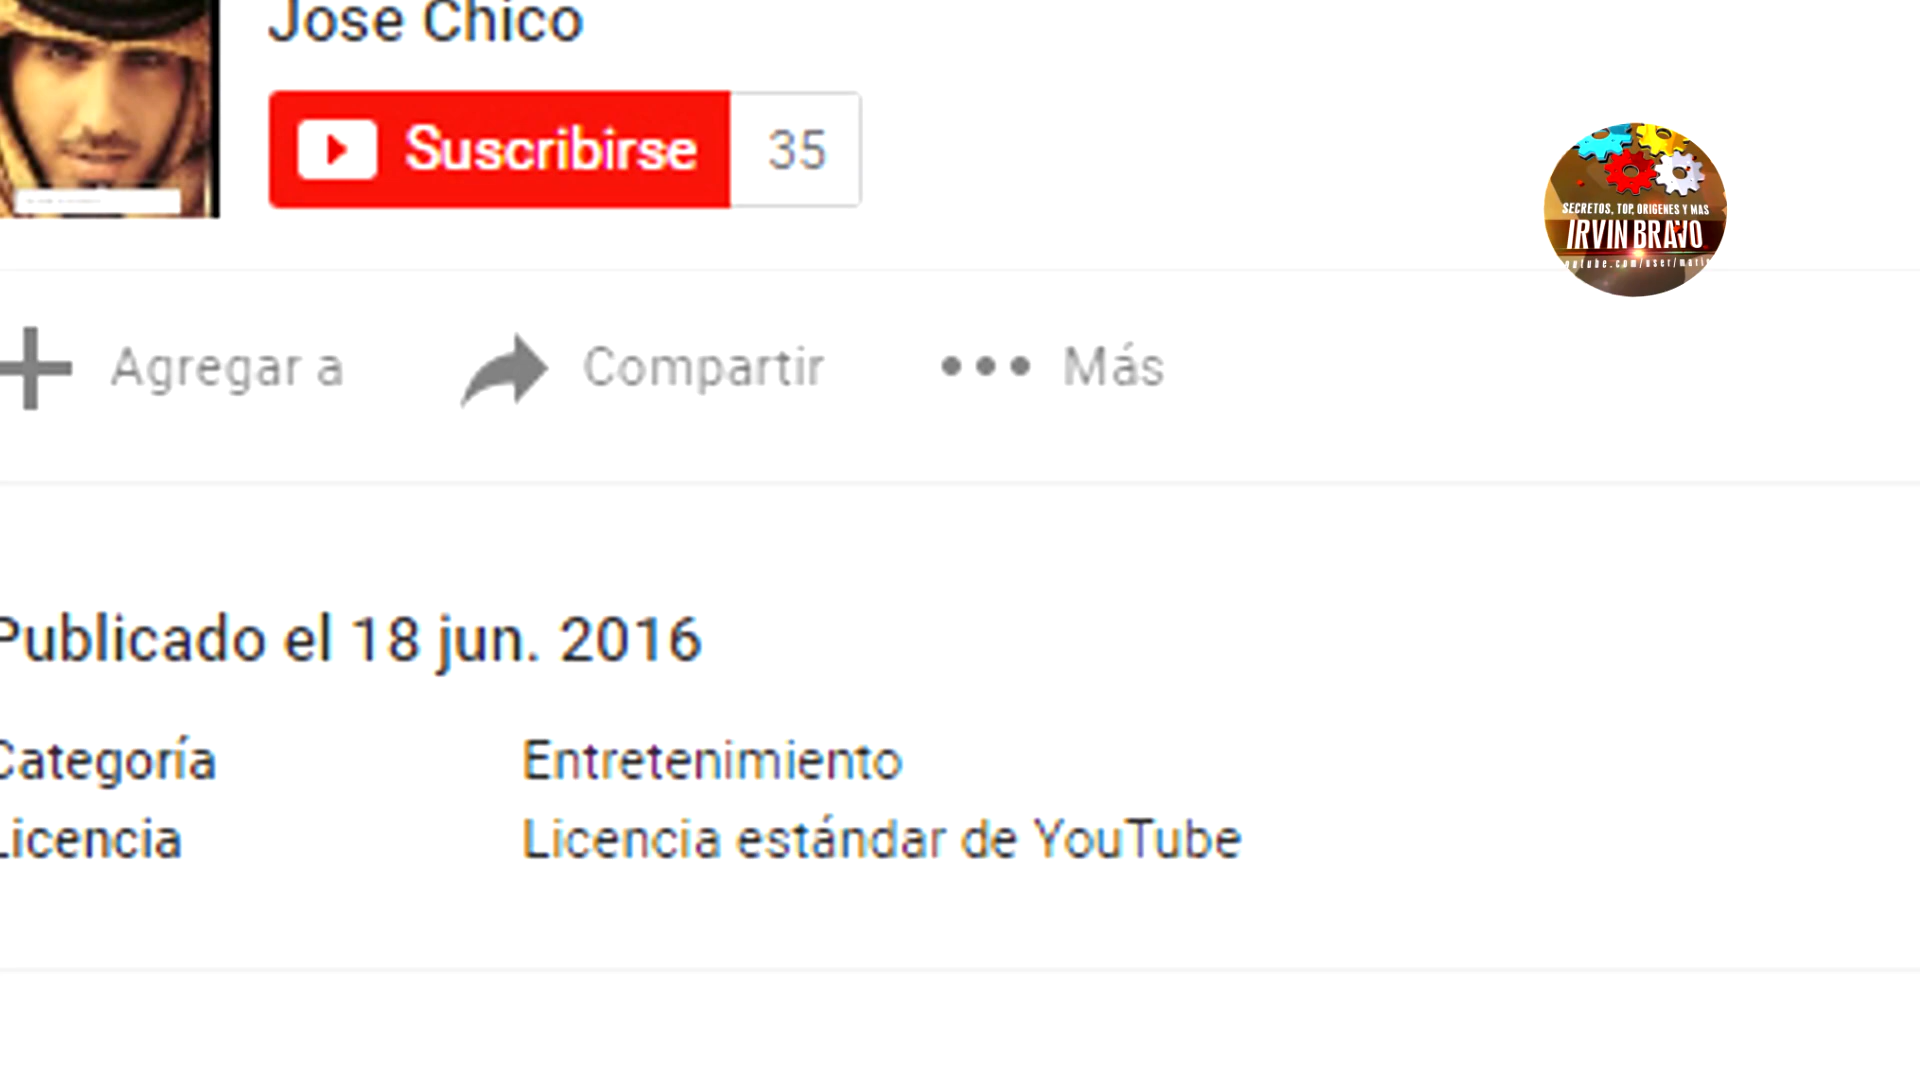 Jose Chico
Suscribirse 35
SECRETOS, TOP, ORIGENES Y MAS
IRVIN BRAVO
Agregar a Compartir Más
Publicado el 18 jun. 2016
Categoría Entretenimiento
Licencia Licencia estándar de YouTube